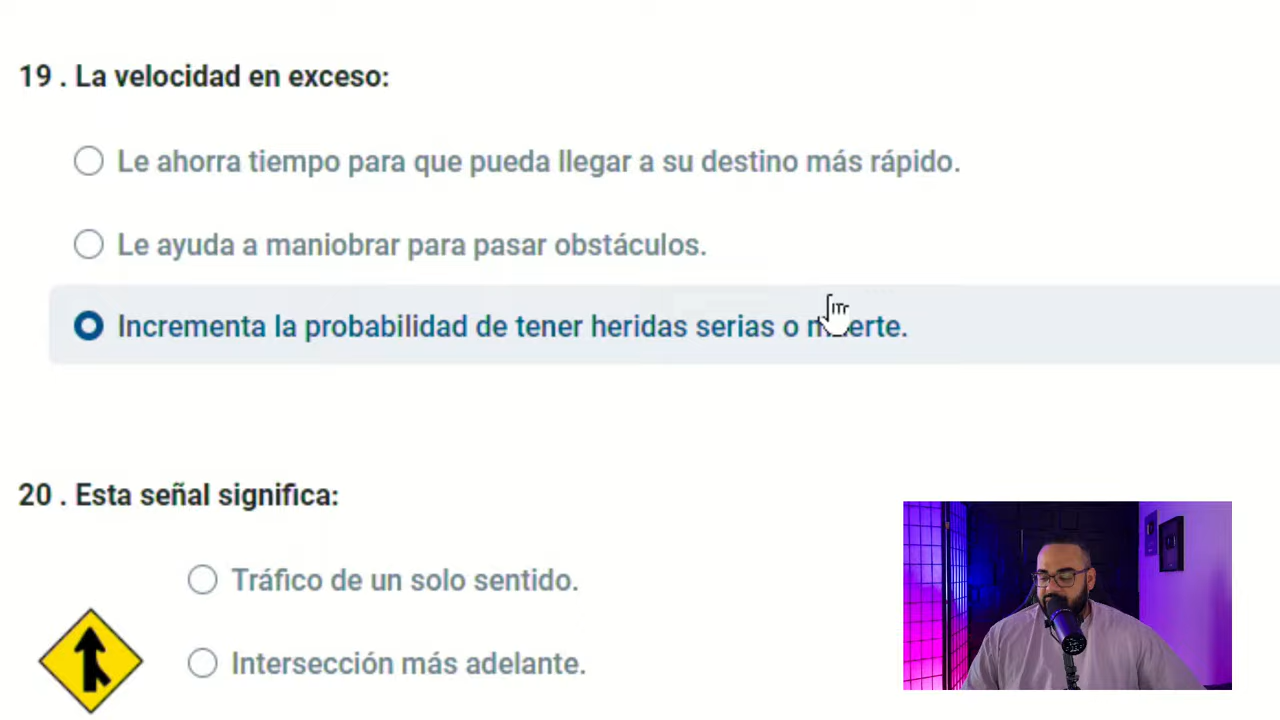 19 . La velocidad en exceso:
Le ahorra tiempo para que pueda llegar a su destino más rápido.
Le ayuda a maniobrar para pasar obstáculos.
Incrementa la probabilidad de tener heridas serias o muerte.
20 . Esta señal significa:
Tráfico de un solo sentido.
Intersección más adelante.